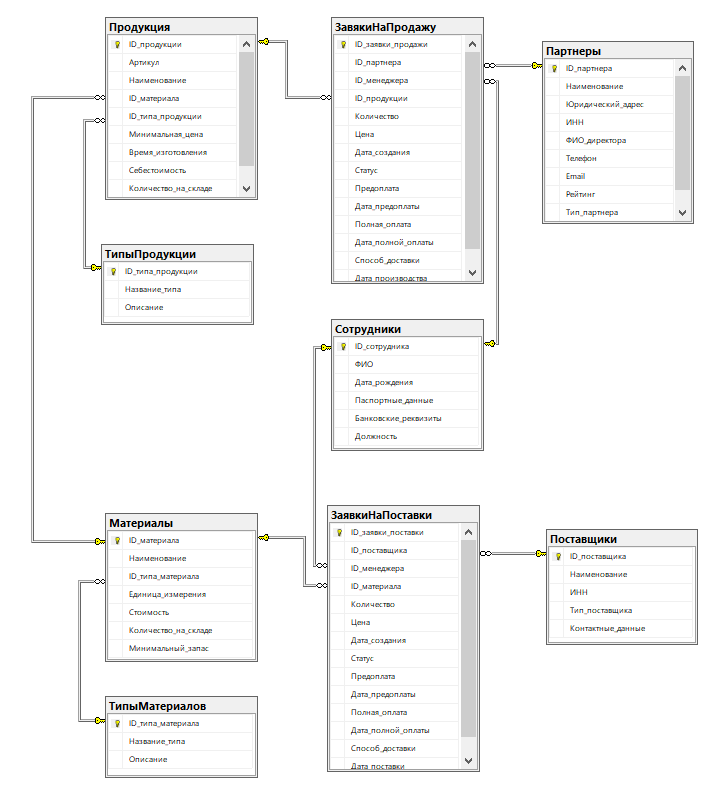 Продукция
ID_продукции
Артикул
Наименование
ID_материала
ID_типа_продукции
Минимальная_цена
Время_изготовления
Себестоимость
Количество_на_складе
ЗавякиНаПродажу
ID_заявки_продажи
ID_партнера
ID_менеджера
ID_продукции
Количество
Цена
Дата_создания
Статус
Предоплата
Дата_предоплаты
Полная_оплата
Дата_полной_оплаты
Способ_доставки
Дата_производства
Партнеры
ID_партнера
Наименование
Юридический_адрес
ИНН
ФИО_директора
Телефон
Email
Рейтинг
Тип_партнера
ТипыПродукции
ID_типа_продукции
Название_типа
Описание
Сотрудники
ID_сотрудника
ФИО
Дата_рождения
Паспортные_данные
Банковские_реквизиты
Должность
Материалы
ID_материала
Наименование
ID_типа_материала
Единица_измерения
Стоимость
Количество_на_складе
Минимальный_запас
ЗаявкиНаПоставки
ID_заявки_поставки
ID_поставщика
ID_менеджера
ID_материала
Количество
Цена
Дата_создания
Статус
Предоплата
Дата_предоплаты
Полная_оплата
Дата_полной_оплаты
Способ_доставки
Дата_поставки
Поставщики
ID_поставщика
Наименование
ИНН
Тип_поставщика
Контактные_данные
ТипыМатериалов
ID_типа_материала
Название_типа
Описание